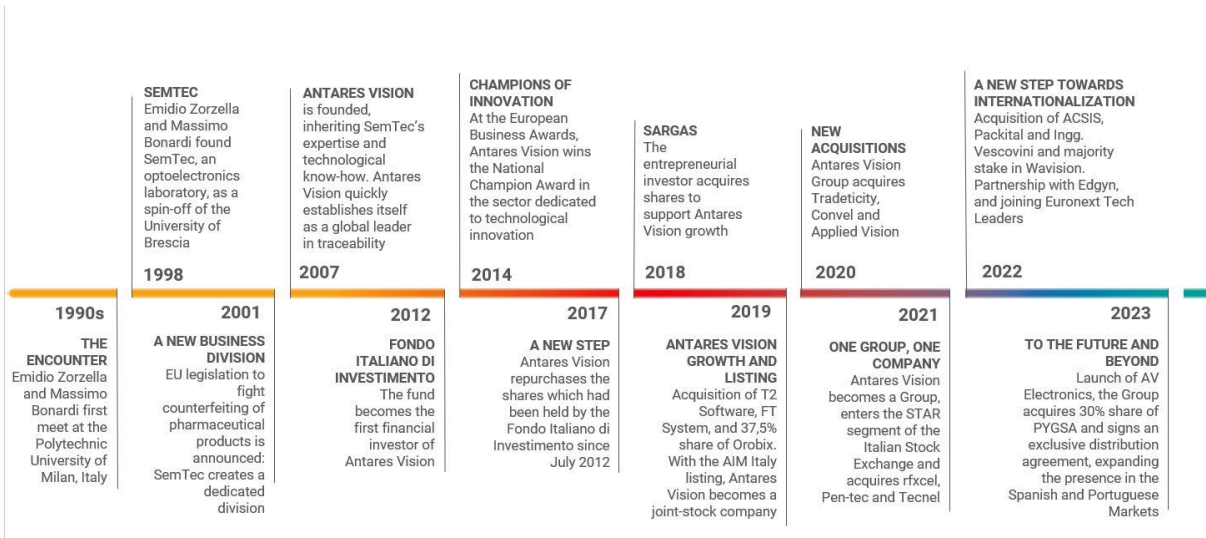 SEMTEC
Emidio Zorzella
and Massimo
Bonardi found
SemTec, an
optoelectronics
laboratory, as a
spin-off of the
University of
Brescia
1998
ANTARES VISION
is founded,
inheriting SemTec's
expertise and
technological
know-how. Antares
Vision quickly
establishes itself
as a global leader
in traceability
2007
CHAMPIONS OF
INNOVATION
At the European
Business Awards,
Antares Vision wins
the National
Champion Award in
the sector dedicated
to technological
innovation
2014
SARGAS
The
entrepreneurial
investor acquires
shares to
support Antares
Vision growth
2018
NEW
ACQUISITIONS
Antares Vision
Group acquires
Tradeticity,
Convel and
Applied Vision
2020
A NEW STEP TOWARDS
INTERNATIONALIZATION
Acquisition of ACSIS,
Packital and Ingg.
Vescovini and majority
stake in Wavision.
Partnership with Edgyn,
and joining Euronext Tech
Leaders
2022
1990s
THE
ENCOUNTER
Emidio Zorzella
and Massimo
Bonardi first
meet at the
Polytechnic
University of
Milan, Italy
2001
A NEW BUSINESS
DIVISION
EU legislation to
fight
counterfeiting of
pharmaceutical
products is
announced:
SemTec creates a
dedicated
division
2012
FONDO
ITALIANO DI
INVESTIMENTO
The fund
becomes the
first financial
investor of
Antares Vision
2017
A NEW STEP
Antares Vision
repurchases the
shares which had
been held by the
Fondo Italiano di
Investimento since
July 2012
2019
ANTARES VISION
GROWTH AND
LISTING
Acquisition of T2
Software, FT
System, and 37,5%
share of Orobix.
With the AIM Italy
listing, Antares
Vision becomes a
joint-stock company
2021
ONE GROUP, ONE
COMPANY
Antares Vision
becomes a Group,
enters the STAR
segment of the
Italian Stock
Exchange and
acquires rfxcel,
Pen-tec and Tecnel
2023
TO THE FUTURE AND
BEYOND
Launch of AV
Electronics, the Group
acquires 30% share of
PYGSA and signs an
exclusive distribution
agreement, expanding
the presence in the
Spanish and Portuguese
Markets